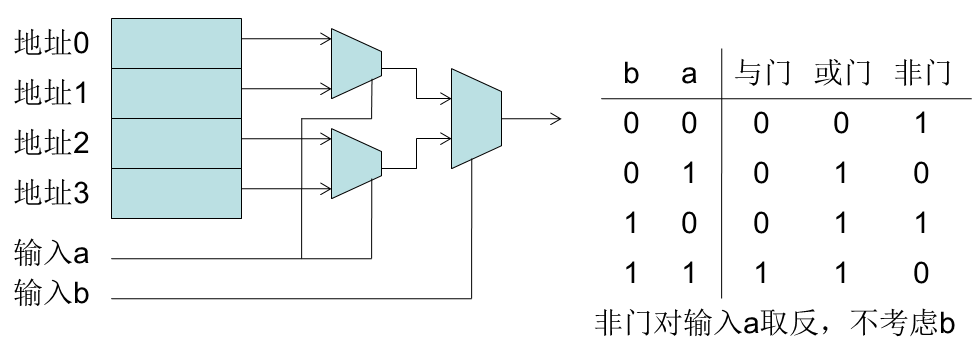 地址0
地址1
地址2
地址3
输入a
输入b
b a 与门 或门 非门
0 0 0 0 1
0 1 0 1 0
1 0 0 1 1
1 1 1 1 0
非门对输入a取反，不考虑b